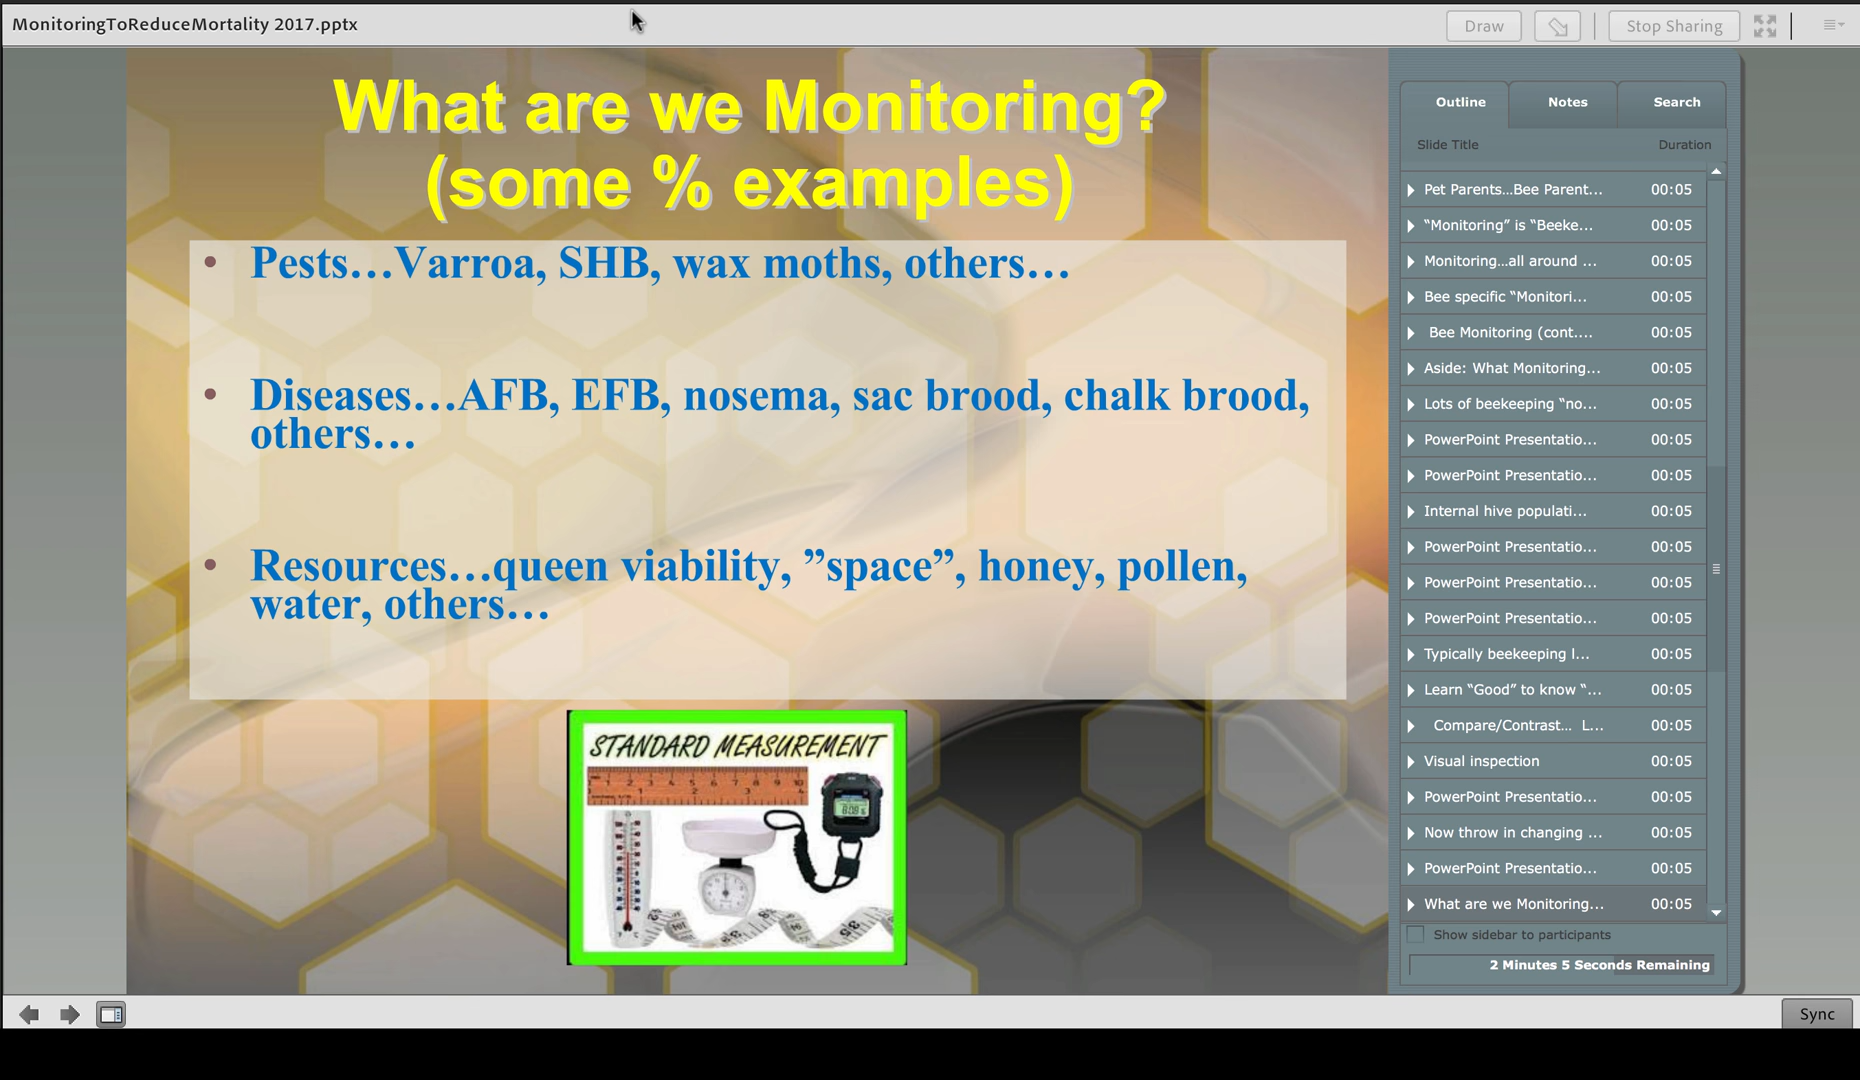 MonitoringToReduceMortality 2017.pptx
Draw
Stop Sharing
What are we Monitoring?
(some % examples)
• Pests…Varroa, SHB, wax moths, others…
• Diseases…AFB, EFB, nosema, sac brood, chalk brood,
others…
• Resources…queen viability, ”space”, honey, pollen,
water, others…
STANDARD MEASUREMENT
Outline Notes Search
Slide Title Duration
Pet Parents...Bee Parent... 00:05
“Monitoring” is “Beeke... 00:05
Monitoring...all around ... 00:05
Bee specific “Monitori... 00:05
Bee Monitoring (cont.... 00:05
Aside: What Monitoring... 00:05
Lots of beekeeping “no... 00:05
PowerPoint Presentatio... 00:05
PowerPoint Presentatio... 00:05
Internal hive populati... 00:05
PowerPoint Presentatio... 00:05
PowerPoint Presentatio... 00:05
PowerPoint Presentatio... 00:05
Typically beekeeping l... 00:05
Learn “Good” to know “... 00:05
Compare/Contrast... L... 00:05
Visual inspection 00:05
PowerPoint Presentatio... 00:05
Now throw in changing ... 00:05
PowerPoint Presentatio... 00:05
What are we Monitoring... 00:05
Show sidebar to participants
2 Minutes 5 Seconds Remaining
Sync